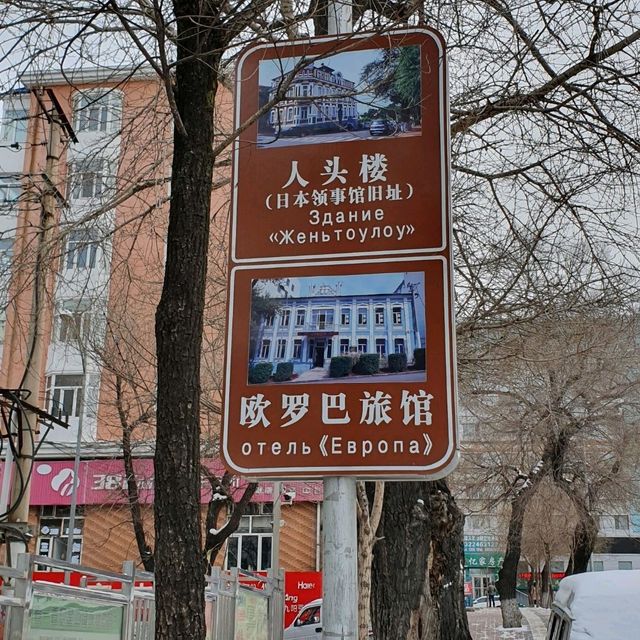 人头楼
（日本领事馆旧址）
Здание
«Женьтоулоу»
欧罗巴旅馆
отель《Европа》
Haier